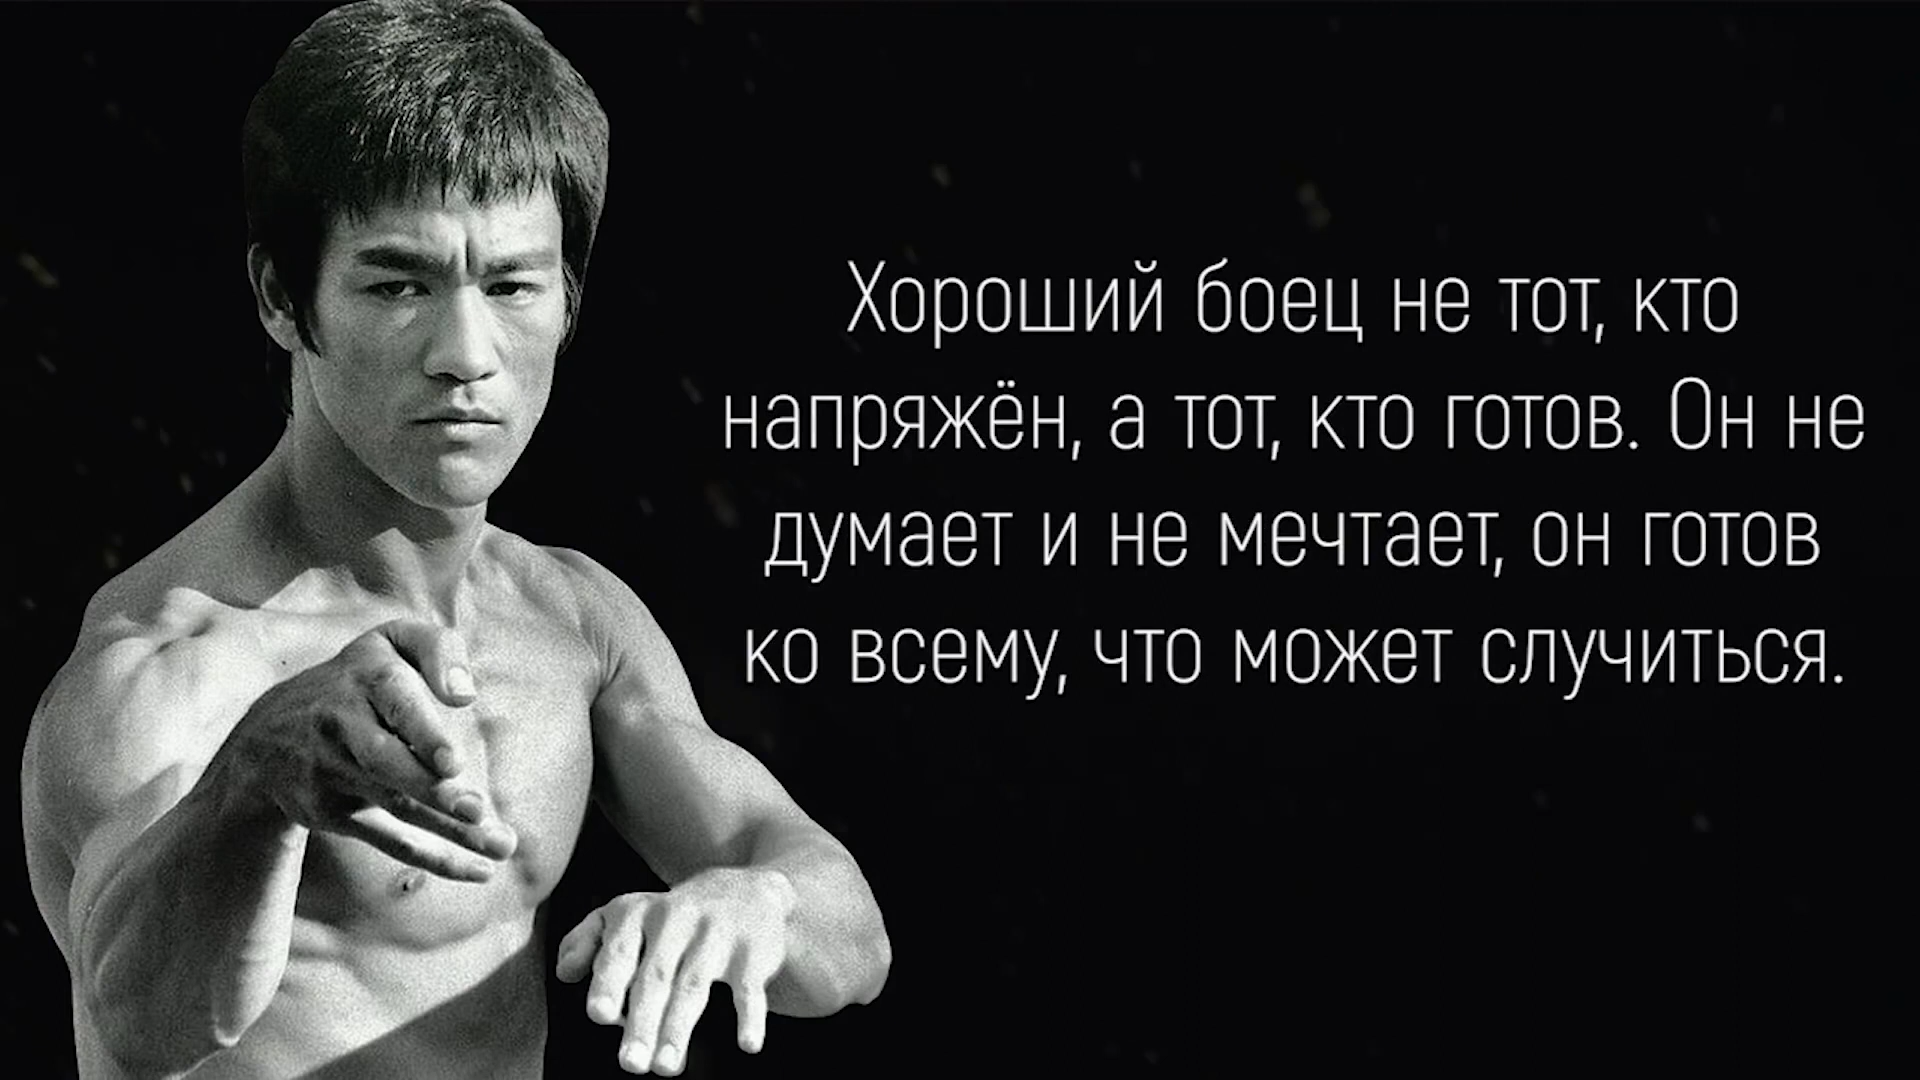 Хороший боец не тот, кто
напряжён, а тот, кто готов. Он не
думает и не мечтает, он готов
ко всему, что может случиться.